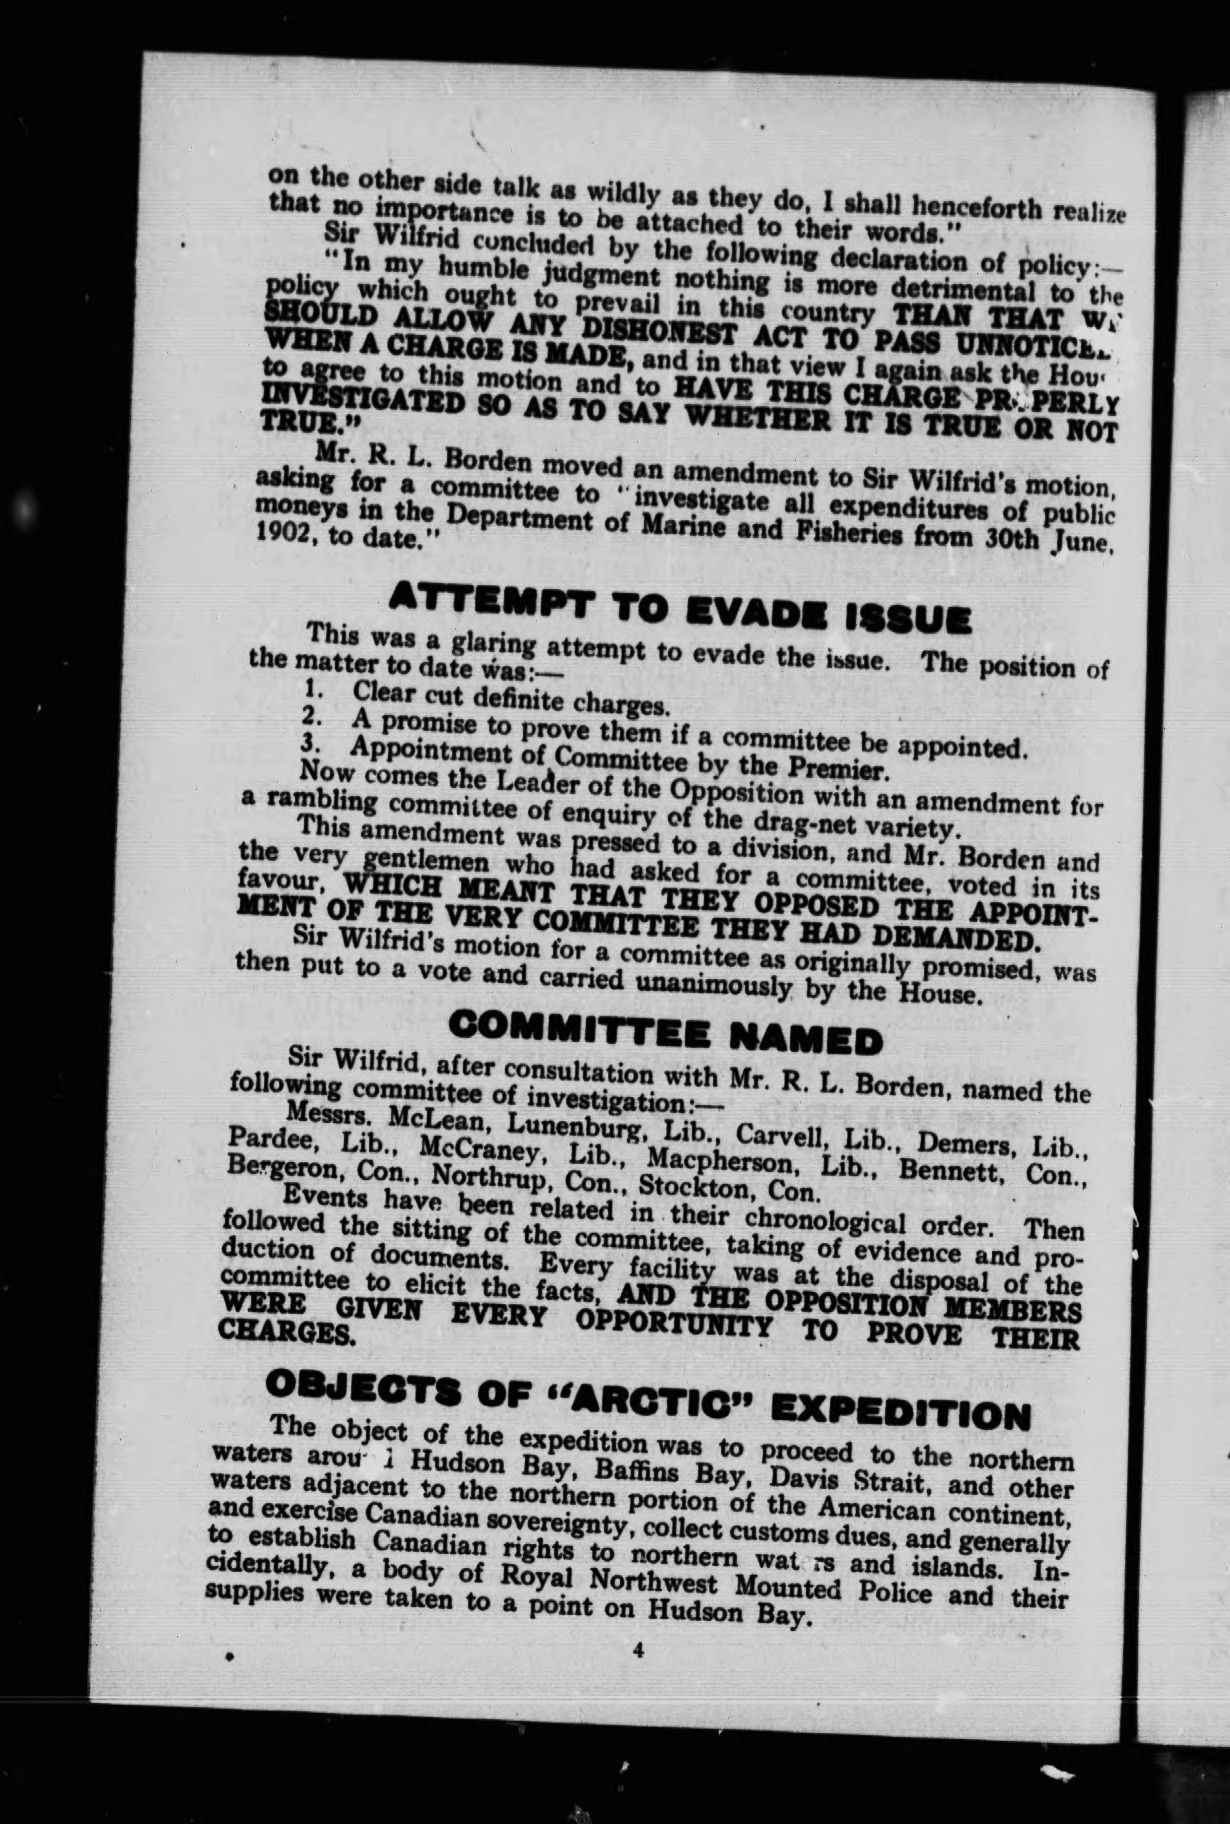 on the other side talk as wildly as they do, I shall henceforth realize
that no importance is to be attached to their words."
Sir Wilfrid concluded by the following declaration of policy:—
"In my humble judgment nothing is more detrimental to the
policy which ought to prevail in this country THAN THAT
SHOULD ALLOW ANY DISHONEST ACT TO PASS
WHEN A CHARGE IS MADE, and in that view I again ask the
to agree to this motion and to HAVE THIS CHARGE PROPERLY
INVESTIGATED SO AS TO SAY WHETHER IT IS TRUE OR NOT
TRUE."
Mr. R. L. Borden moved an amendment to Sir Wilfrid's motion,
asking for a committee to "investigate all expenditures of public
moneys in the Department of Marine and Fisheries from 30th June,
1902, to date."
ATTEMPT TO EVADE ISSUE
This was a glaring attempt to evade the issue. The position of
the matter to date was:—
1. Clear cut definite charges.
2. A promise to prove them if a committee be appointed.
3. Appointment of Committee by the Premier.
Now comes the Leader of the Opposition with an amendment for
a rambling committee of enquiry of the drag-net variety.
This amendment was pressed to a division, and Mr. Borden and
the very gentlemen who had asked for a committee, voted in its
favour, WHICH MEANT THAT THEY OPPOSED THE APPOINT-
MENT OF THE VERY COMMITTEE THEY HAD DEMANDED.
Sir Wilfrid's motion for a committee as originally promised, was
then put to a vote and carried unanimously by the House.
COMMITTEE NAMED
Sir Wilfrid, after consultation with Mr. R. L. Borden, named the
following committee of investigation:—
Messrs. McLean, Lunenburg, Lib., Carvell, Lib., Demers, Lib.,
Pardee, Lib., McCraney, Lib., Macpherson, Lib., Bennett, Con.,
Bergeron, Con., Northrup, Con., Stockton, Con.
Events have been related in their chronological order. Then
followed the sitting of the committee, taking of evidence and pro-
duction of documents. Every facility was at the disposal of the
committee to elicit the facts, AND THE OPPOSITION MEMBERS
WERE GIVEN EVERY OPPORTUNITY TO PROVE THEIR
CHARGES.
OBJECTS OF "ARCTIC" EXPEDITION
The object of the expedition was to proceed to the northern
waters around Hudson Bay, Baffins Bay, Davis Strait, and other
waters adjacent to the northern portion of the American continent,
and exercise Canadian sovereignty, collect customs dues, and generally
to establish Canadian rights to northern waters and islands. In-
cidentally, a body of Royal Northwest Mounted Police and their
supplies were taken to a point on Hudson Bay.
4